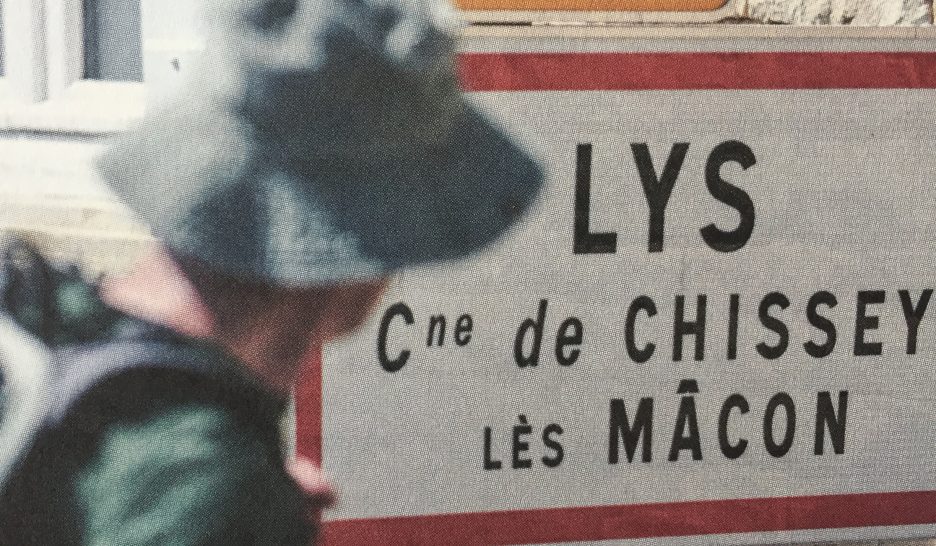 LYS
Cne de CHISSEY
LÈS MÂCON